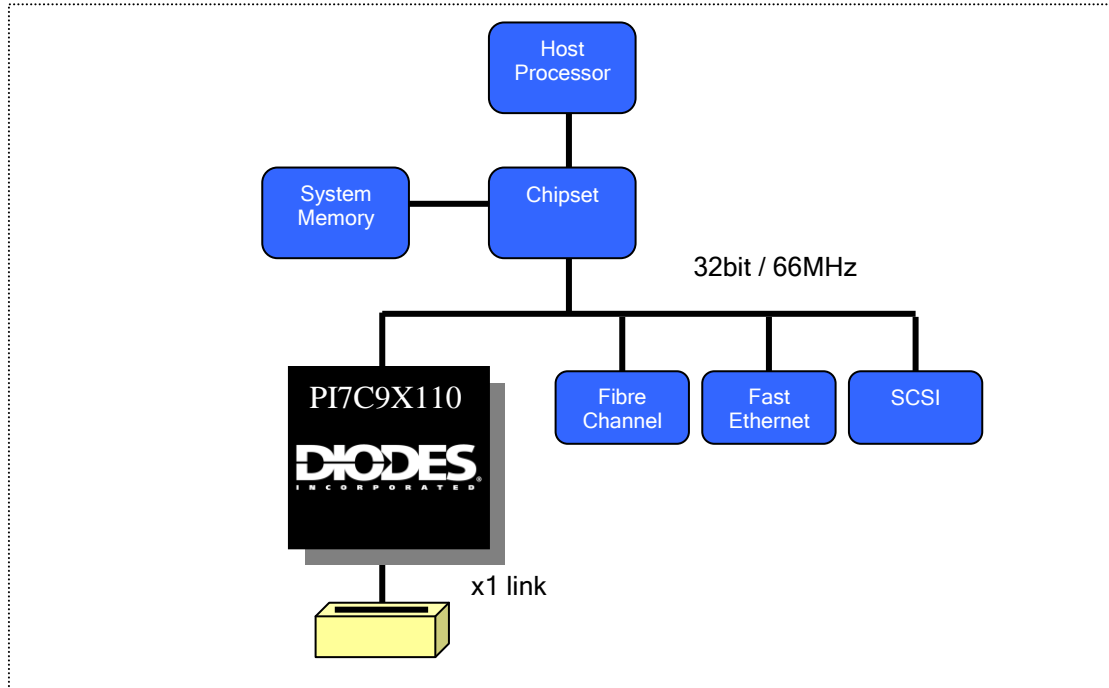 Host
Processor
System
Memory
Chipset
32bit / 66MHz
PI7C9X110
DIODES®
INCORPORATED
Fibre
Channel
Fast
Ethernet
SCSI
x1 link